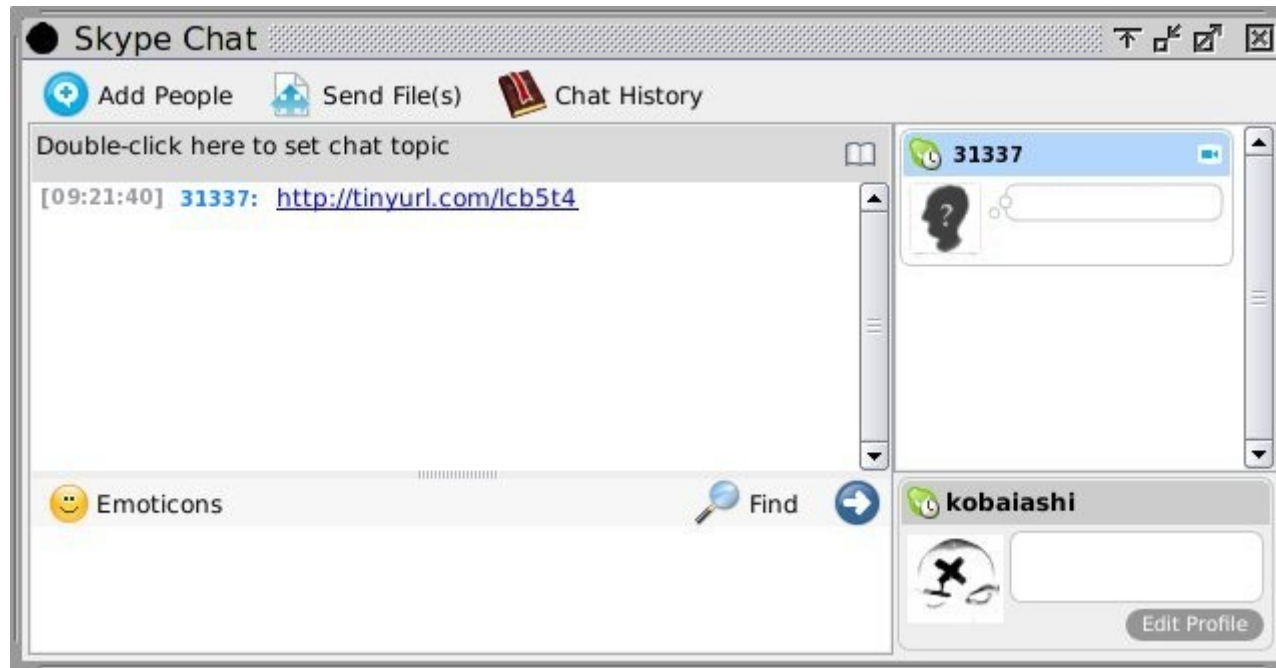 Skype Chat
Add People Send File(s) Chat History
Double-click here to set chat topic
[09:21:40] 31337: http://tinyurl.com/lcb5t4
31337
?
Emoticons Find
kobaiashi
Edit Profile